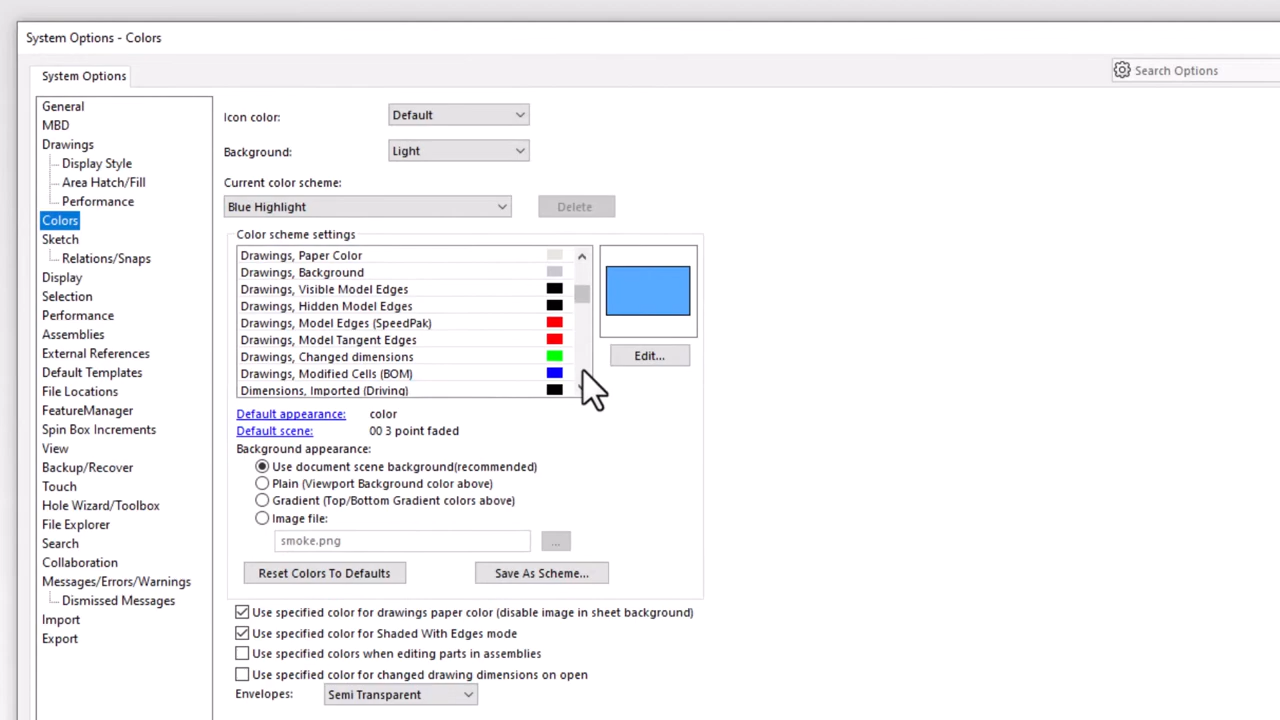 System Options - Colors
System Options
Search Options
General
MBD
Drawings
Display Style
Area Hatch/Fill
Performance
Colors
Sketch
Relations/Snaps
Display
Selection
Performance
Assemblies
External References
Default Templates
File Locations
FeatureManager
Spin Box Increments
View
Backup/Recover
Touch
Hole Wizard/Toolbox
File Explorer
Search
Collaboration
Messages/Errors/Warnings
Dismissed Messages
Import
Export
Icon color: Default
Background: Light
Current color scheme:
Blue Highlight Delete
Color scheme settings
Drawings, Paper Color
Drawings, Background
Drawings, Visible Model Edges
Drawings, Hidden Model Edges
Drawings, Model Edges (SpeedPak)
Drawings, Model Tangent Edges
Drawings, Changed dimensions
Drawings, Modified Cells (BOM)
Dimensions, Imported (Driving)
Edit...
Default appearance: color
Default scene: 00 3 point faded
Background appearance:
Use document scene background(recommended)
Plain (Viewport Background color above)
Gradient (Top/Bottom Gradient colors above)
Image file:
smoke.png ...
Reset Colors To Defaults Save As Scheme...
Use specified color for drawings paper color (disable image in sheet background)
Use specified color for Shaded With Edges mode
Use specified colors when editing parts in assemblies
Use specified color for changed drawing dimensions on open
Envelopes: Semi Transparent